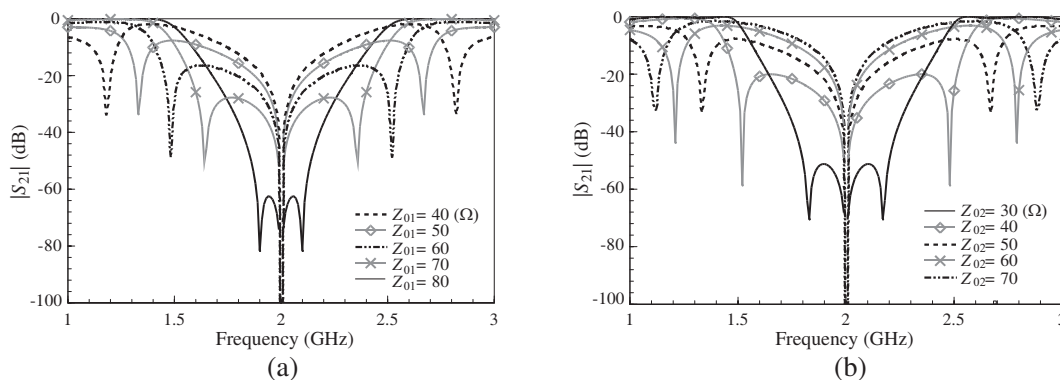 |S21| (dB)
0
-20
-40
-60
-80
-100
Z01= 40 (Ω)
Z01= 50
Z01= 60
Z01= 70
Z01= 80
1
1.5
2
2.5
3
Frequency (GHz)
(a)
|S21| (dB)
0
-20
-40
-60
-80
-100
Z02= 30 (Ω)
Z02= 40
Z02= 50
Z02= 60
Z02= 70
1
1.5
2
2.5
3
Frequency (GHz)
(b)